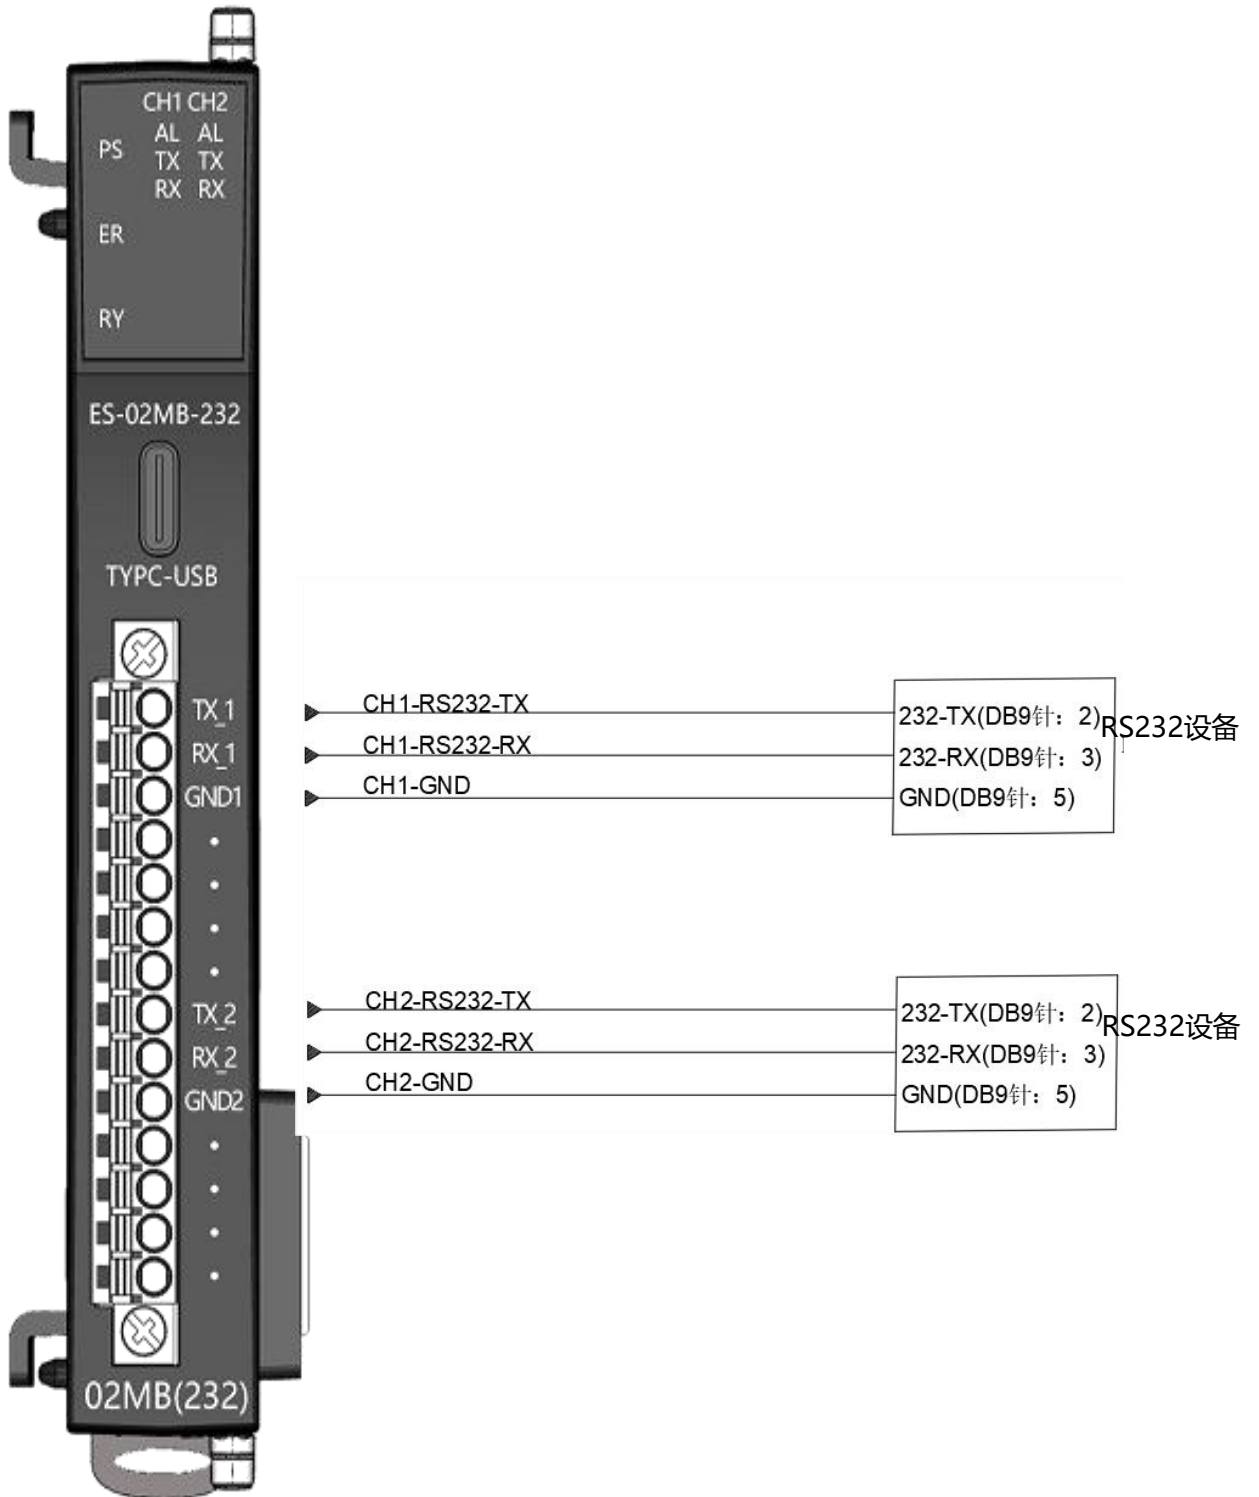 CH1 CH2
AL AL
PS
TX TX
RX RX
ER
RY
ES-02MB-232
TYPC-USB
TX_1
RX_1
GND1
TX_2
RX_2
GND2
02MB(232)
CH1-RS232-TX
CH1-RS232-RX
CH1-GND
232-TX(DB9针：2)
232-RX(DB9针：3)
GND(DB9针：5)
RS232设备
CH2-RS232-TX
CH2-RS232-RX
CH2-GND
232-TX(DB9针：2)
232-RX(DB9针：3)
GND(DB9针：5)
RS232设备